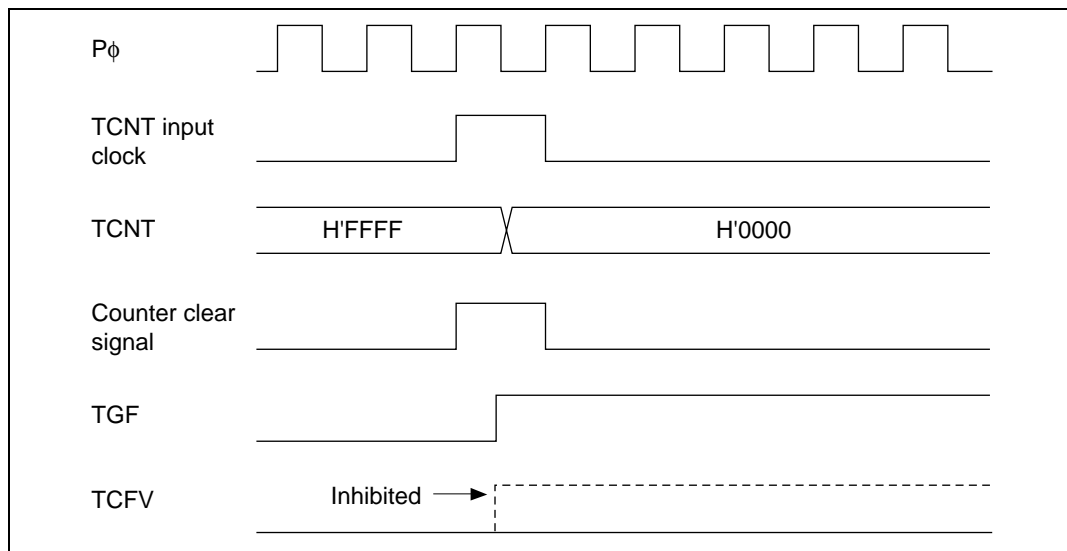 Pϕ
TCNT input
clock
TCNT
H'FFFF
H'0000
Counter clear
signal
TGF
TCFV
Inhibited